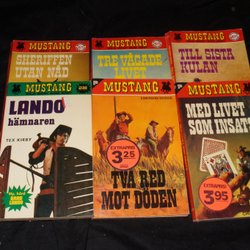 MUSTANG
SHERIFFEN
UTAN NÅD
MUSTANG
TRE VÅGADE
LIVET
MUSTANG
TILL SISTA
KULAN
MUSTANG
LANDO
hämnaren
TEX KIRBY
MUSTANG
EXTRAPRIS
3:25
TVÅ RED
MOT DÖDEN
MUSTANG
MED LIVET
SOM INSATS
EXTRAPRIS
3:95